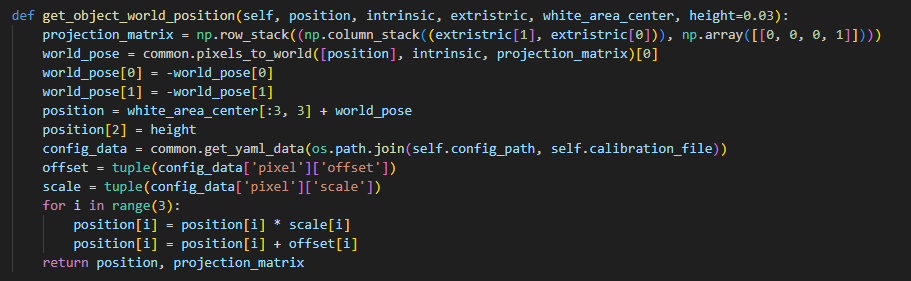 def get_object_world_position(self, position, intrinsic, extristric, white_area_center, height=0.03):
    projection_matrix = np.row_stack((np.column_stack((extristric[1], extristric[0])), np.array([[0, 0, 0, 1]])))
    world_pose = common.pixels_to_world([position], intrinsic, projection_matrix)[0]
    world_pose[0] = -world_pose[0]
    world_pose[1] = -world_pose[1]
    position = white_area_center[:3, 3] + world_pose
    position[2] = height
    config_data = common.get_yaml_data(os.path.join(self.config_path, self.calibration_file))
    offset = tuple(config_data['pixel']['offset'])
    scale = tuple(config_data['pixel']['scale'])
    for i in range(3):
        position[i] = position[i] * scale[i]
        position[i] = position[i] + offset[i]
    return position, projection_matrix